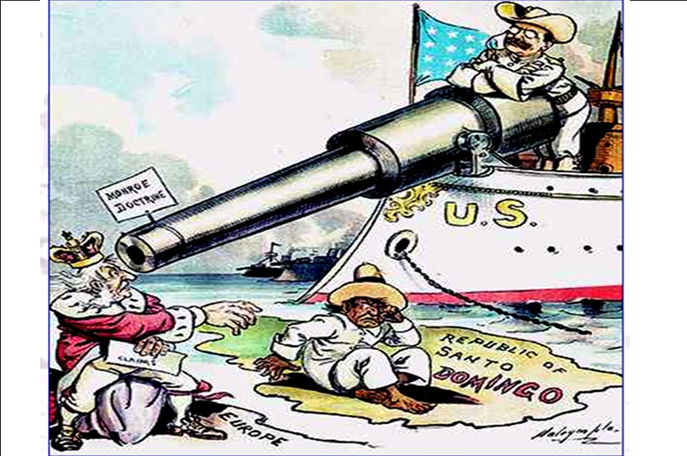 MONROE
DOCTRINE
U.S.
CLAIMS
REPUBLIC OF
SANTO
DOMINGO
EUROPE